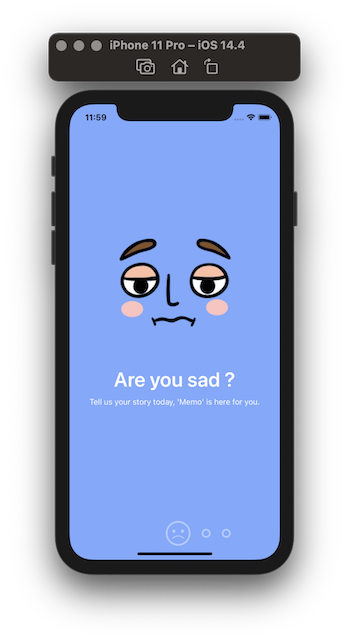 iPhone 11 Pro – iOS 14.4
11:59
Are you sad ?
Tell us your story today, 'Memo' is here for you.